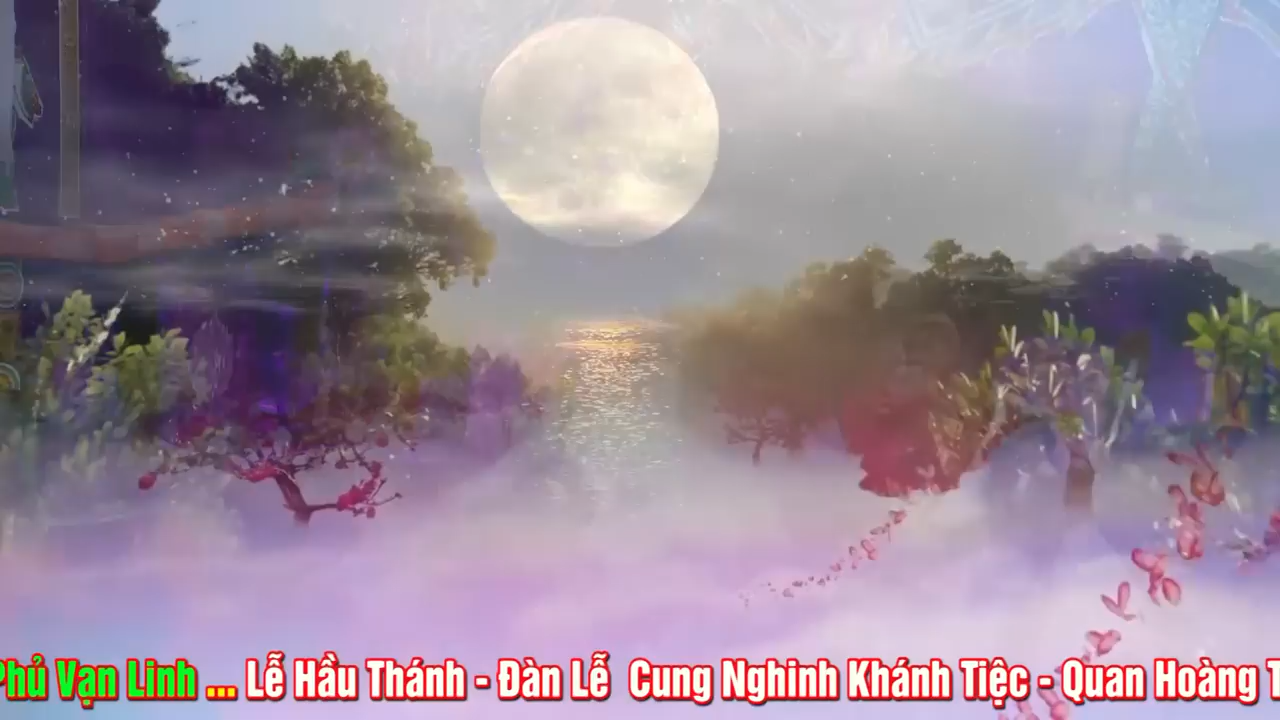 Phủ Vạn Linh ... Lễ Hầu Thánh - Đàn Lễ Cung Nghinh Khánh Tiệc - Quan Hoàng